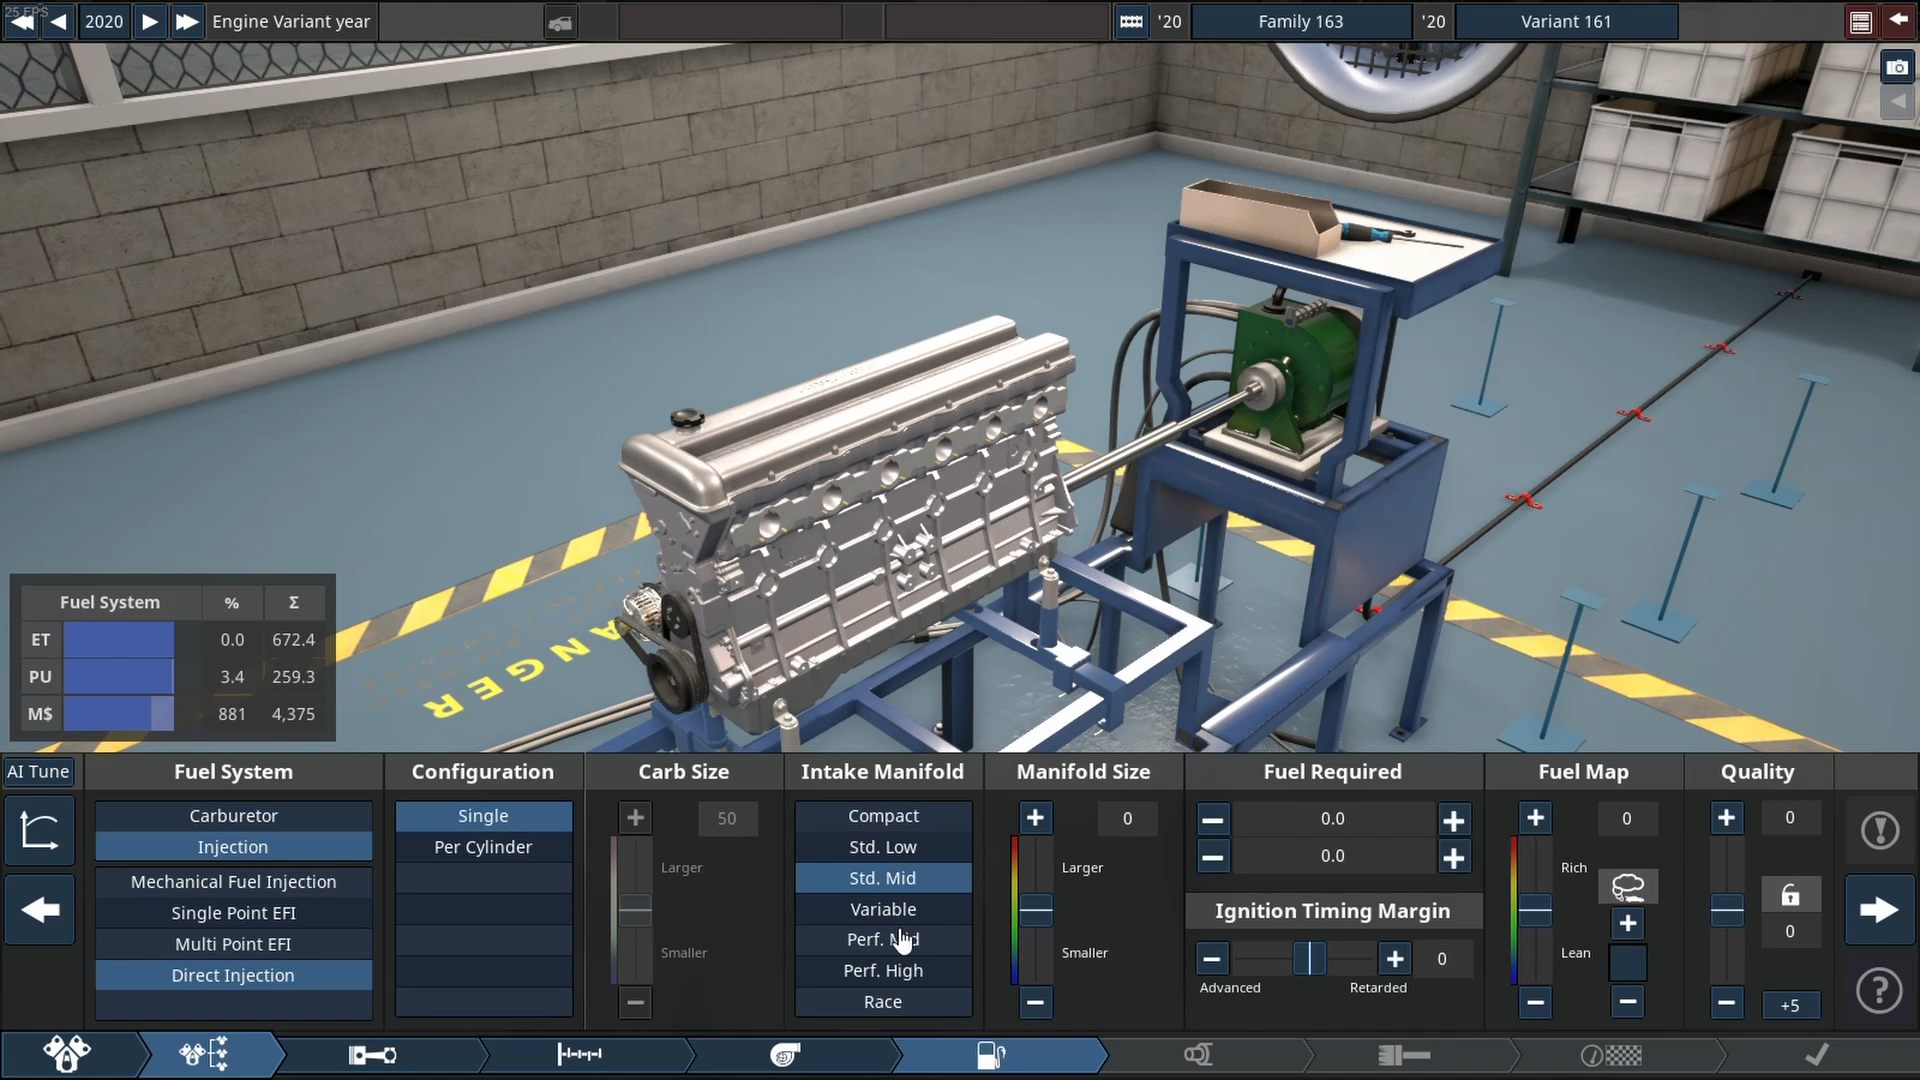 25 FPS
2020
Engine Variant year
'20
Family 163
'20
Variant 161
ANGER
Fuel System
%
Σ
ET
0.0
672.4
PU
3.4
259.3
M$
881
4,375
AI Tune
Fuel System
Configuration
Carb Size
Intake Manifold
Manifold Size
Fuel Required
Fuel Map
Quality
Carburetor
Injection
Mechanical Fuel Injection
Single Point EFI
Multi Point EFI
Direct Injection
Single
Per Cylinder
50
Larger
Smaller
Compact
Std. Low
Std. Mid
Variable
Perf. Mid
Perf. High
Race
0
Larger
Smaller
0.0
0.0
Ignition Timing Margin
0
Advanced
Retarded
0
Rich
Lean
0
0
+5